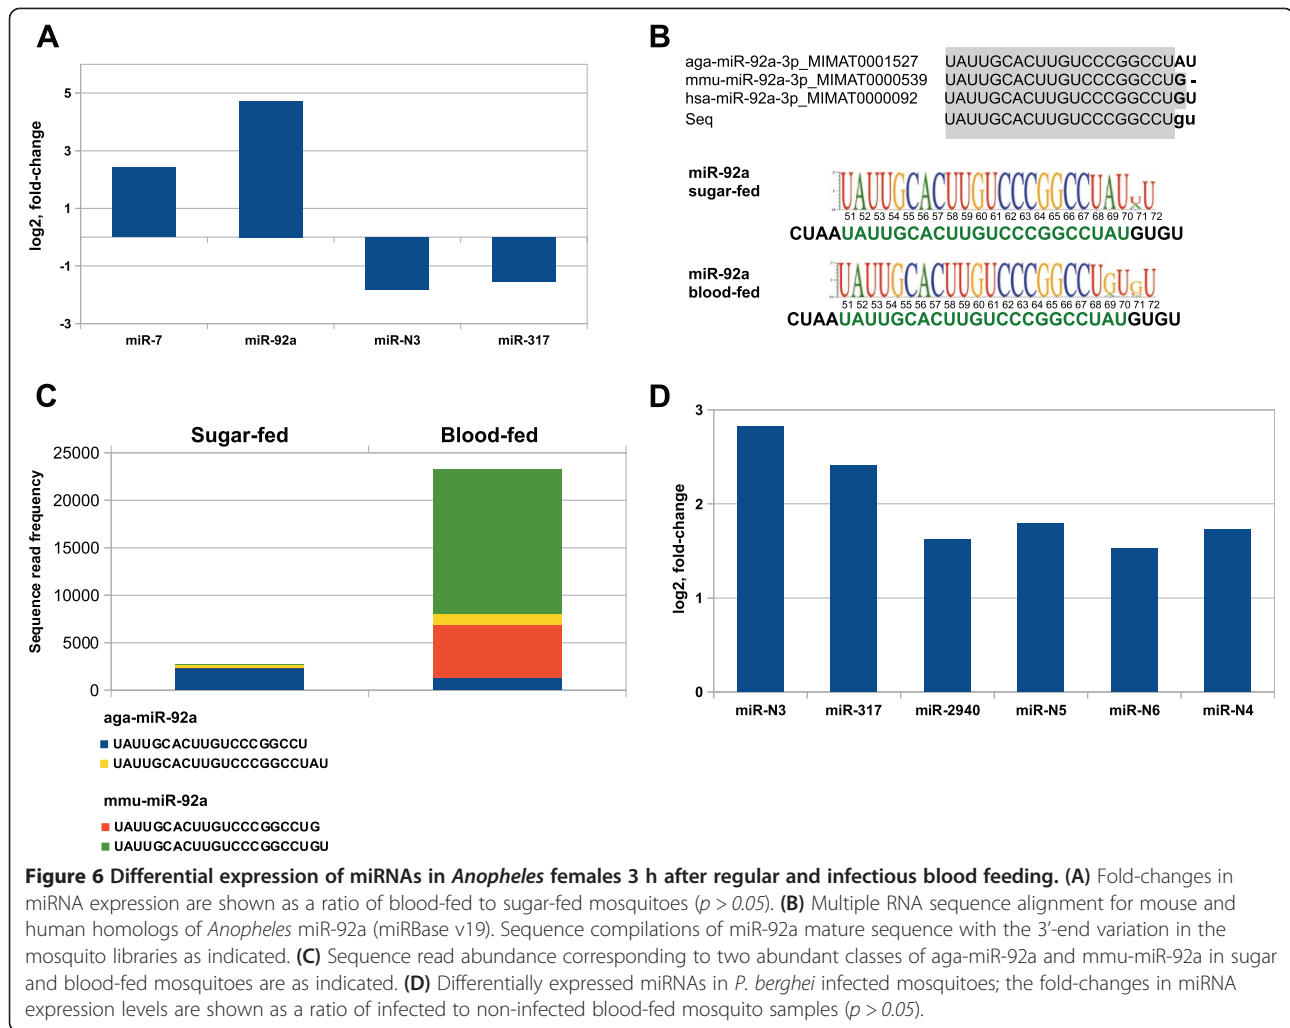 A
log2, fold-change
5
3
1
-1
-3
miR-7
miR-92a
miR-N3
miR-317
B
aga-miR-92a-3p_MIMAT0001527 UAUUGCACUUGUCCCGGCCUAU
mmu-miR-92a-3p_MIMAT0000539 UAUUGCACUUGUCCCGGCCUG-
hsa-miR-92a-3p_MIMAT0000092 UAUUGCACUUGUCCCGGCCUGU
Seq UAUUGCACUUGUCCCGGCCUgu
miR-92a
sugar-fed
UAUUGCACUUGUCCCGGCCUAU U
51 52 53 54 55 56 57 58 59 60 61 62 63 64 65 66 67 68 69 70 71 72
CUAAUAUUGCACUUGUCCCGGCCUAUGUGU
miR-92a
blood-fed
UAUUGCACUUGUCCCGGCCUGUGU
51 52 53 54 55 56 57 58 59 60 61 62 63 64 65 66 67 68 69 70 71 72
CUAAUAUUGCACUUGUCCCGGCCUAUGUGU
C
Sugar-fed
Blood-fed
Sequence read frequency
25000
20000
15000
10000
5000
0
aga-miR-92a
UAUUGCACUUGUCCCGGCCU
UAUUGCACUUGUCCCGGCCUAU
mmu-miR-92a
UAUUGCACUUGUCCCGGCCUG
UAUUGCACUUGUCCCGGCCUGU
D
log2, fold-change
3
2
1
0
miR-N3
miR-317
miR-2940
miR-N5
miR-N6
miR-N4
Figure 6 Differential expression of miRNAs in Anopheles females 3 h after regular and infectious blood feeding. (A) Fold-changes in
miRNA expression are shown as a ratio of blood-fed to sugar-fed mosquitoes (p > 0.05). (B) Multiple RNA sequence alignment for mouse and
human homologs of Anopheles miR-92a (miRBase v19). Sequence compilations of miR-92a mature sequence with the 3'-end variation in the
mosquito libraries as indicated. (C) Sequence read abundance corresponding to two abundant classes of aga-miR-92a and mmu-miR-92a in sugar
and blood-fed mosquitoes are as indicated. (D) Differentially expressed miRNAs in P. berghei infected mosquitoes; the fold-changes in miRNA
expression levels are shown as a ratio of infected to non-infected blood-fed mosquito samples (p > 0.05).